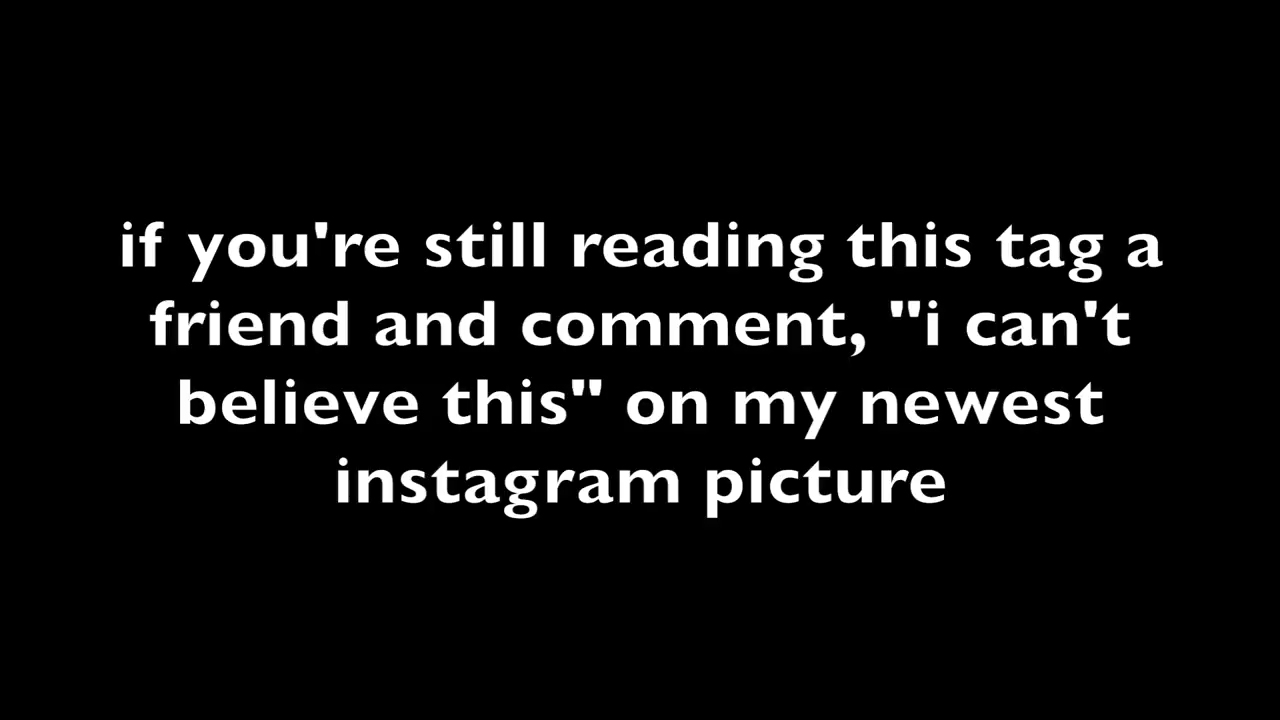 if you're still reading this tag a
friend and comment, "i can't
believe this" on my newest
instagram picture